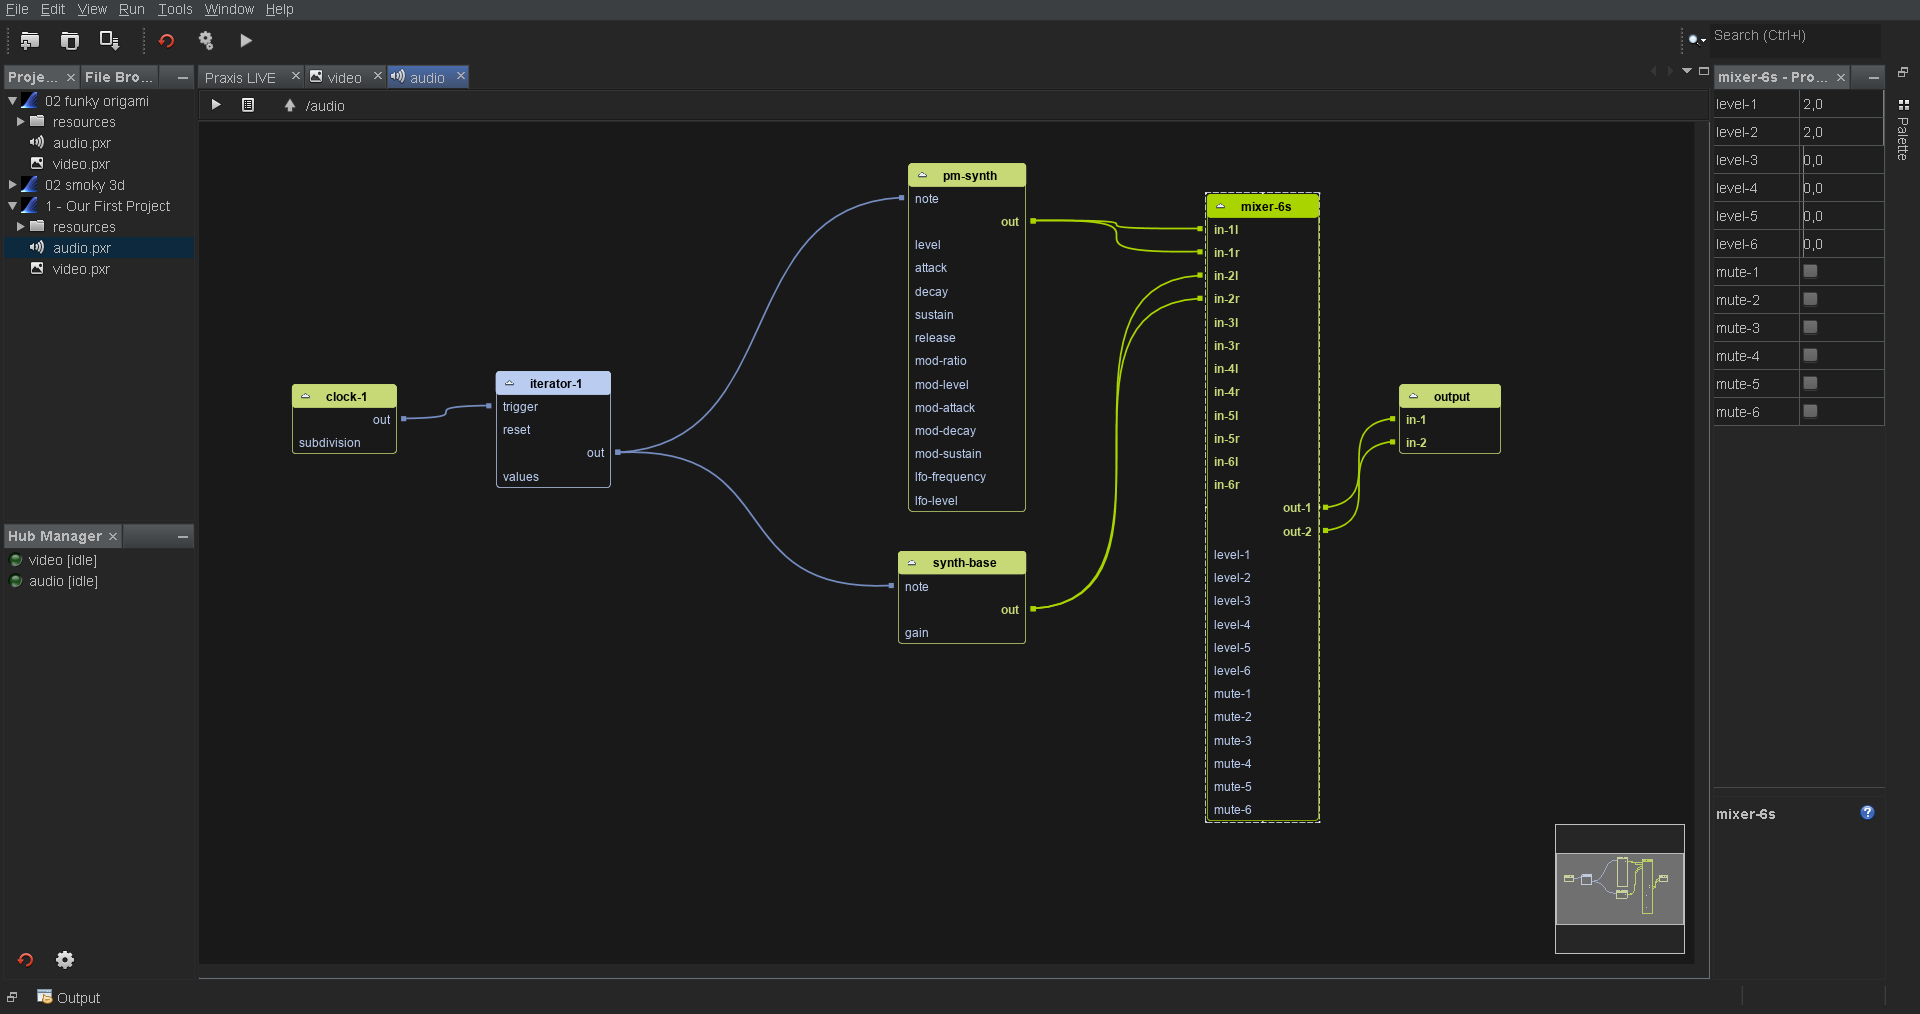 File Edit View Run Tools Window Help
Search (Ctrl+I)
Proje...
File Bro...
02 funky origami
resources
audio.pxr
video.pxr
02 smoky 3d
1 - Our First Project
resources
audio.pxr
video.pxr
Hub Manager
video [idle]
audio [idle]
Praxis LIVE
video
audio
/audio
clock-1
out
subdivision
iterator-1
trigger
reset
out
values
pm-synth
note
out
level
attack
decay
sustain
release
mod-ratio
mod-level
mod-attack
mod-decay
mod-sustain
lfo-frequency
lfo-level
synth-base
note
out
gain
mixer-6s
in-1l
in-1r
in-2l
in-2r
in-3l
in-3r
in-4l
in-4r
in-5l
in-5r
in-6l
in-6r
out-1
out-2
level-1
level-2
level-3
level-4
level-5
level-6
mute-1
mute-2
mute-3
mute-4
mute-5
mute-6
output
in-1
in-2
mixer-6s - Pro...
level-1 2,0
level-2 2,0
level-3 0,0
level-4 0,0
level-5 0,0
level-6 0,0
mute-1
mute-2
mute-3
mute-4
mute-5
mute-6
mixer-6s
Palette
Output